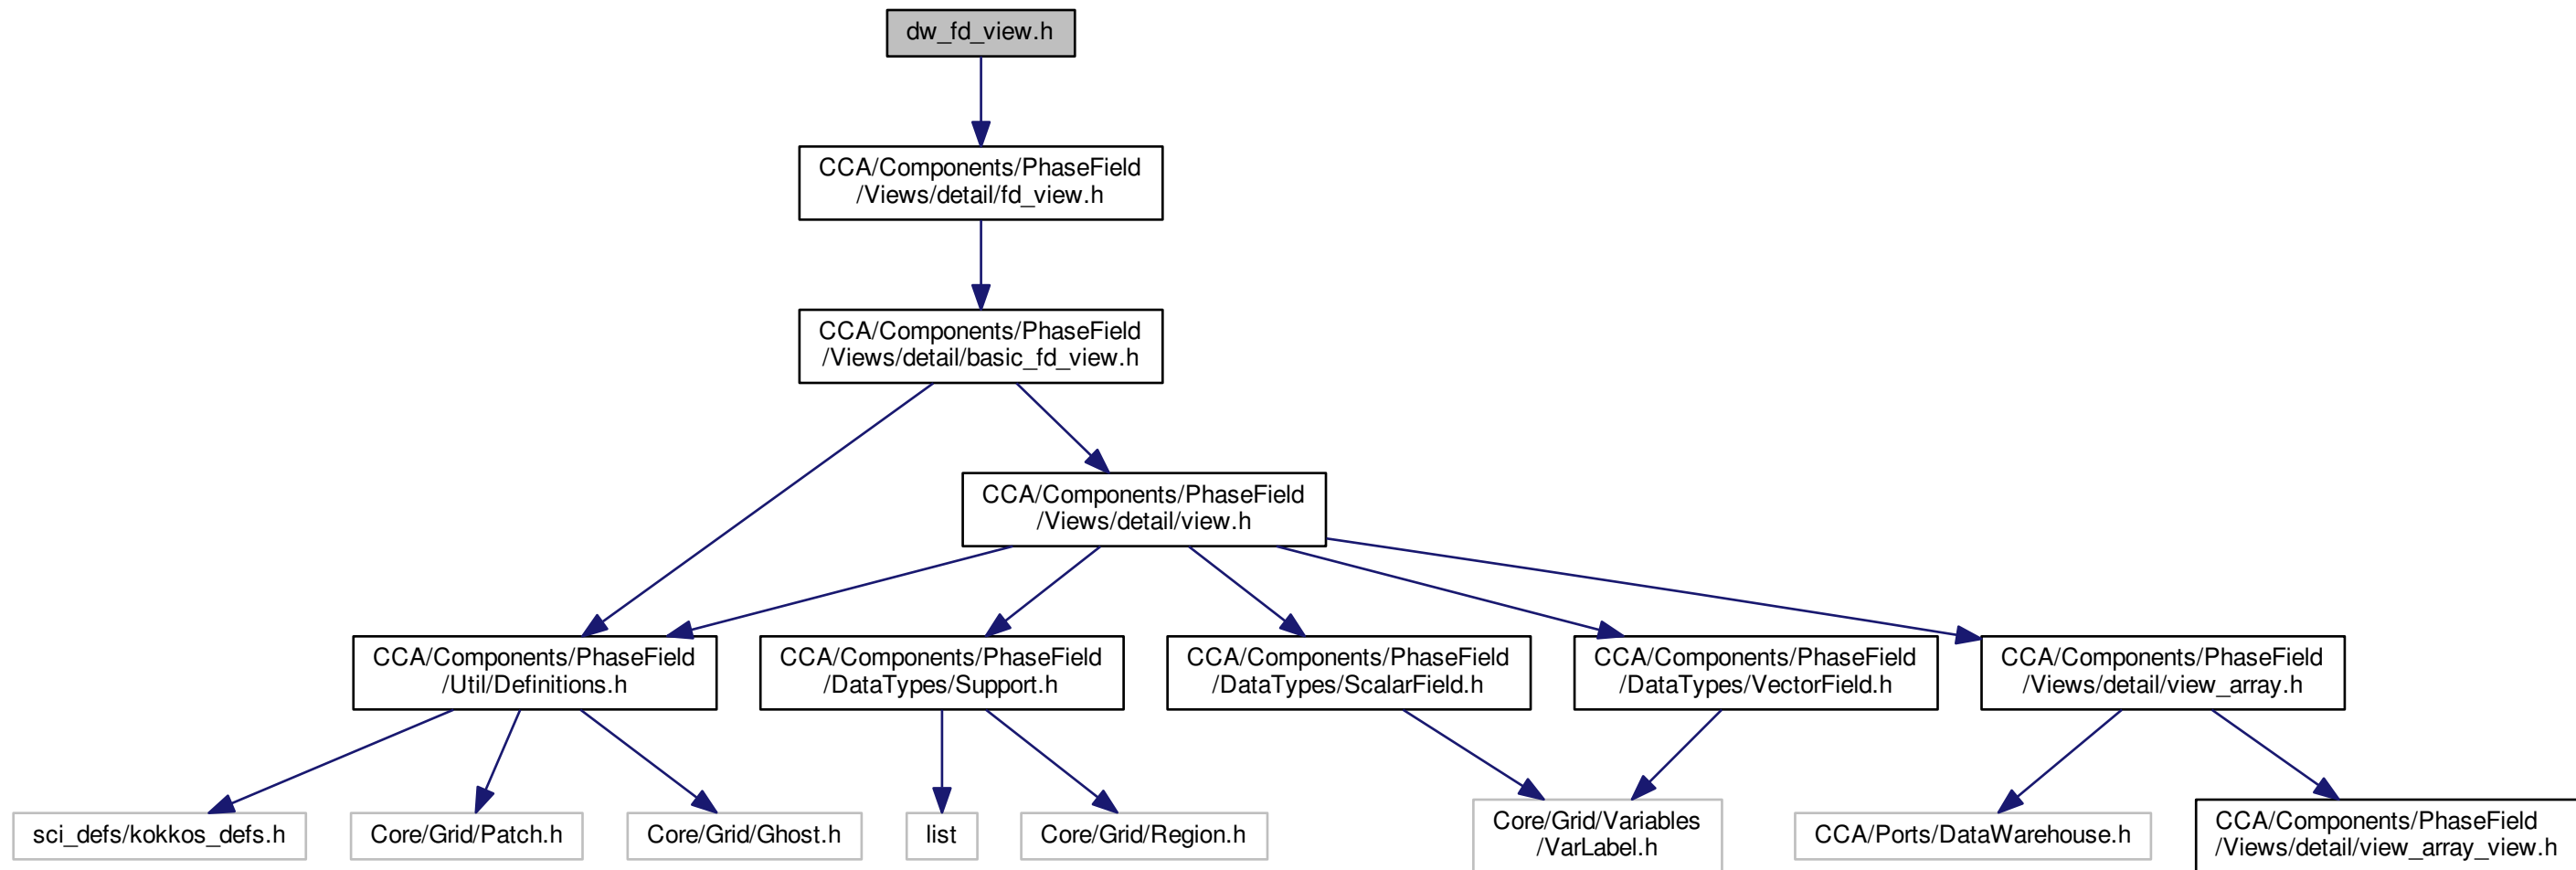 dw_fd_view.h
CCA/Components/PhaseField
/Views/detail/fd_view.h
CCA/Components/PhaseField
/Views/detail/basic_fd_view.h
CCA/Components/PhaseField
/Views/detail/view.h
CCA/Components/PhaseField
/Util/Definitions.h
CCA/Components/PhaseField
/DataTypes/Support.h
CCA/Components/PhaseField
/DataTypes/ScalarField.h
CCA/Components/PhaseField
/DataTypes/VectorField.h
CCA/Components/PhaseField
/Views/detail/view_array.h
sci_defs/kokkos_defs.h
Core/Grid/Patch.h
Core/Grid/Ghost.h
list
Core/Grid/Region.h
Core/Grid/Variables
/VarLabel.h
CCA/Ports/DataWarehouse.h
CCA/Components/PhaseField
/Views/detail/view_array_view.h